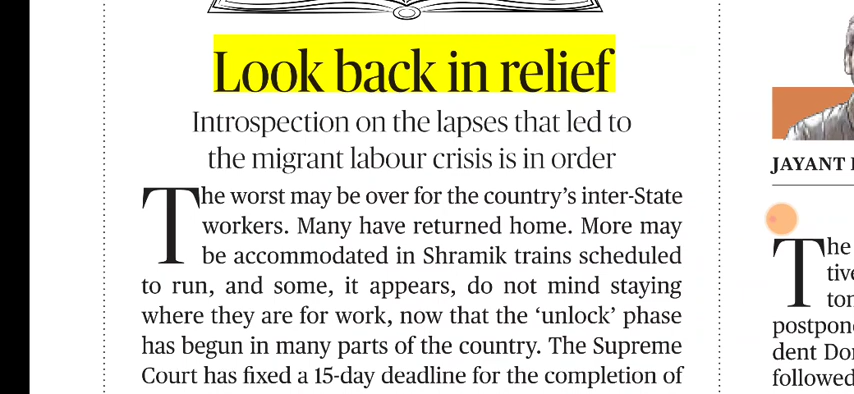 Look back in relief
Introspection on the lapses that led to
the migrant labour crisis is in order
The worst may be over for the country's inter-State
workers. Many have returned home. More may
be accommodated in Shramik trains scheduled
to run, and some, it appears, do not mind staying
where they are for work, now that the 'unlock' phase
has begun in many parts of the country. The Supreme
Court has fixed a 15-day deadline for the completion of
JAYANT
The
postpon
dent Do
followed